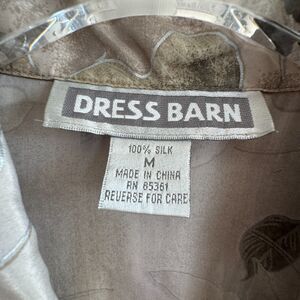 DRESS BARN
100% SILK
M
MADE IN CHINA
RN 85361
REVERSE FOR CARE